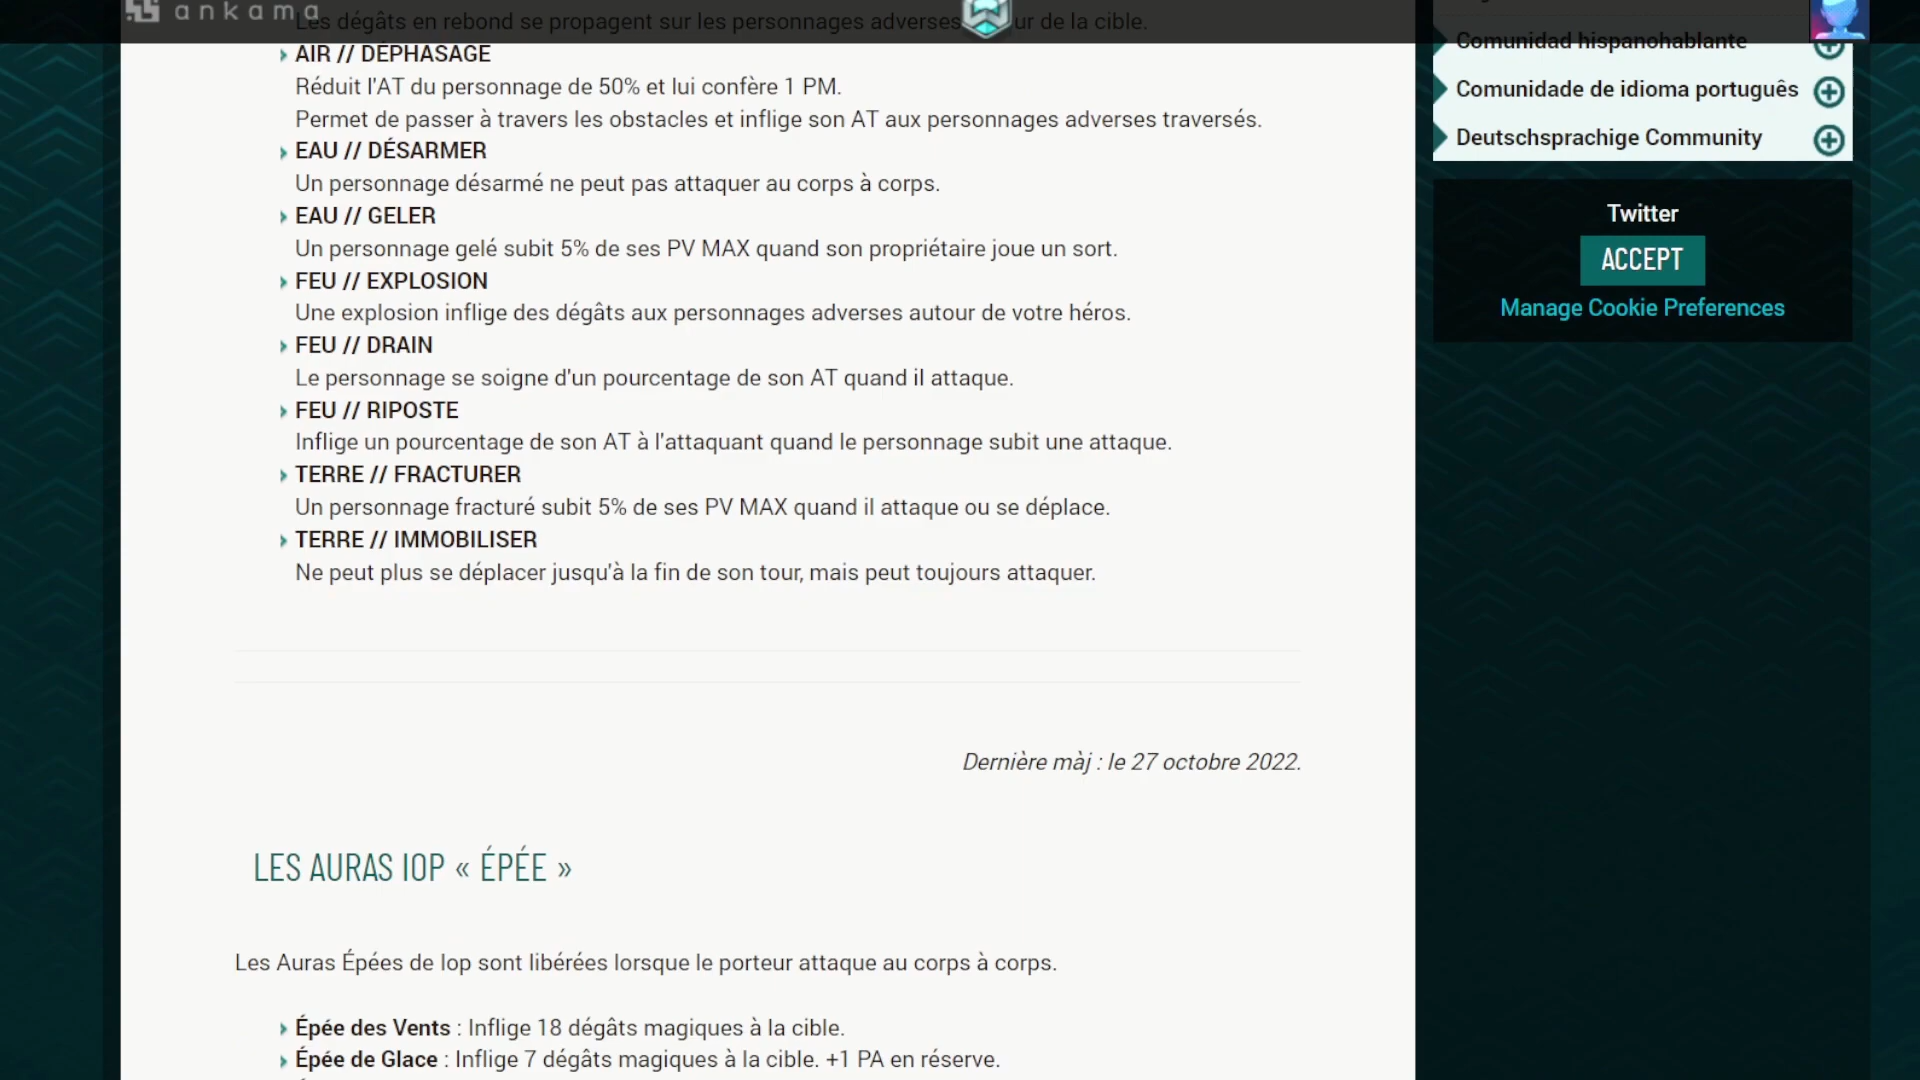 ankama
Les dégâts en rebond se propagent sur les personnages adverses ur de la cible.
AIR // DÉPHASAGE
Réduit l'AT du personnage de 50% et lui confère 1 PM.
Permet de passer à travers les obstacles et inflige son AT aux personnages adverses traversés.
EAU // DÉSARMER
Un personnage désarmé ne peut pas attaquer au corps à corps.
EAU // GELER
Un personnage gelé subit 5% de ses PV MAX quand son propriétaire joue un sort.
FEU // EXPLOSION
Une explosion inflige des dégâts aux personnages adverses autour de votre héros.
FEU // DRAIN
Le personnage se soigne d'un pourcentage de son AT quand il attaque.
FEU // RIPOSTE
Inflige un pourcentage de son AT à l'attaquant quand le personnage subit une attaque.
TERRE // FRACTURER
Un personnage fracturé subit 5% de ses PV MAX quand il attaque ou se déplace.
TERRE // IMMOBILISER
Ne peut plus se déplacer jusqu'à la fin de son tour, mais peut toujours attaquer.
Dernière màj : le 27 octobre 2022.
LES AURAS IOP « ÉPÉE »
Les Auras Épées de Iop sont libérées lorsque le porteur attaque au corps à corps.
Épée des Vents : Inflige 18 dégâts magiques à la cible.
Épée de Glace : Inflige 7 dégâts magiques à la cible. +1 PA en réserve.
Comunidad hispanohablante
Comunidade de idioma português
Deutschsprachige Community
Twitter
ACCEPT
Manage Cookie Preferences